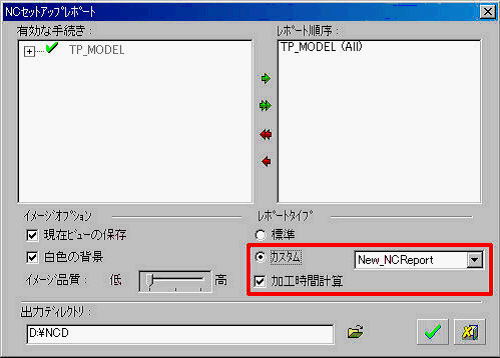 NCセットアップレポート
有効な手続き:
レポート順序:
TP_MODEL
TP_MODEL (All)
イメージオプション
レポートタイプ
現在ビューの保存
標準
白色の背景
カスタム
New_NCReport
イメージ品質: 低 高
加工時間計算
出力ディレクトリ:
D:¥NCD